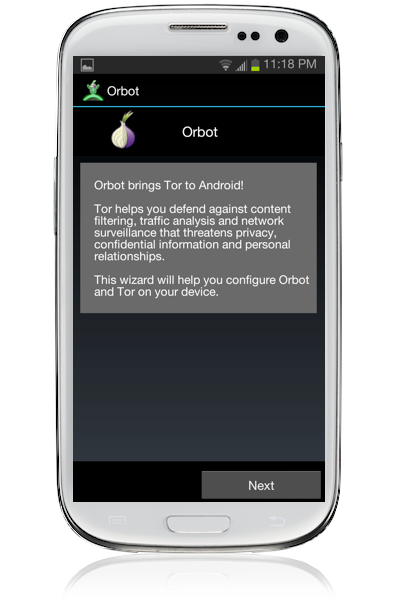 11:18 PM
Orbot
Orbot
Orbot brings Tor to Android!
Tor helps you defend against content
filtering, traffic analysis and network
surveillance that threatens privacy,
confidential information and personal
relationships.
This wizard will help you configure Orbot
and Tor on your device.
Next